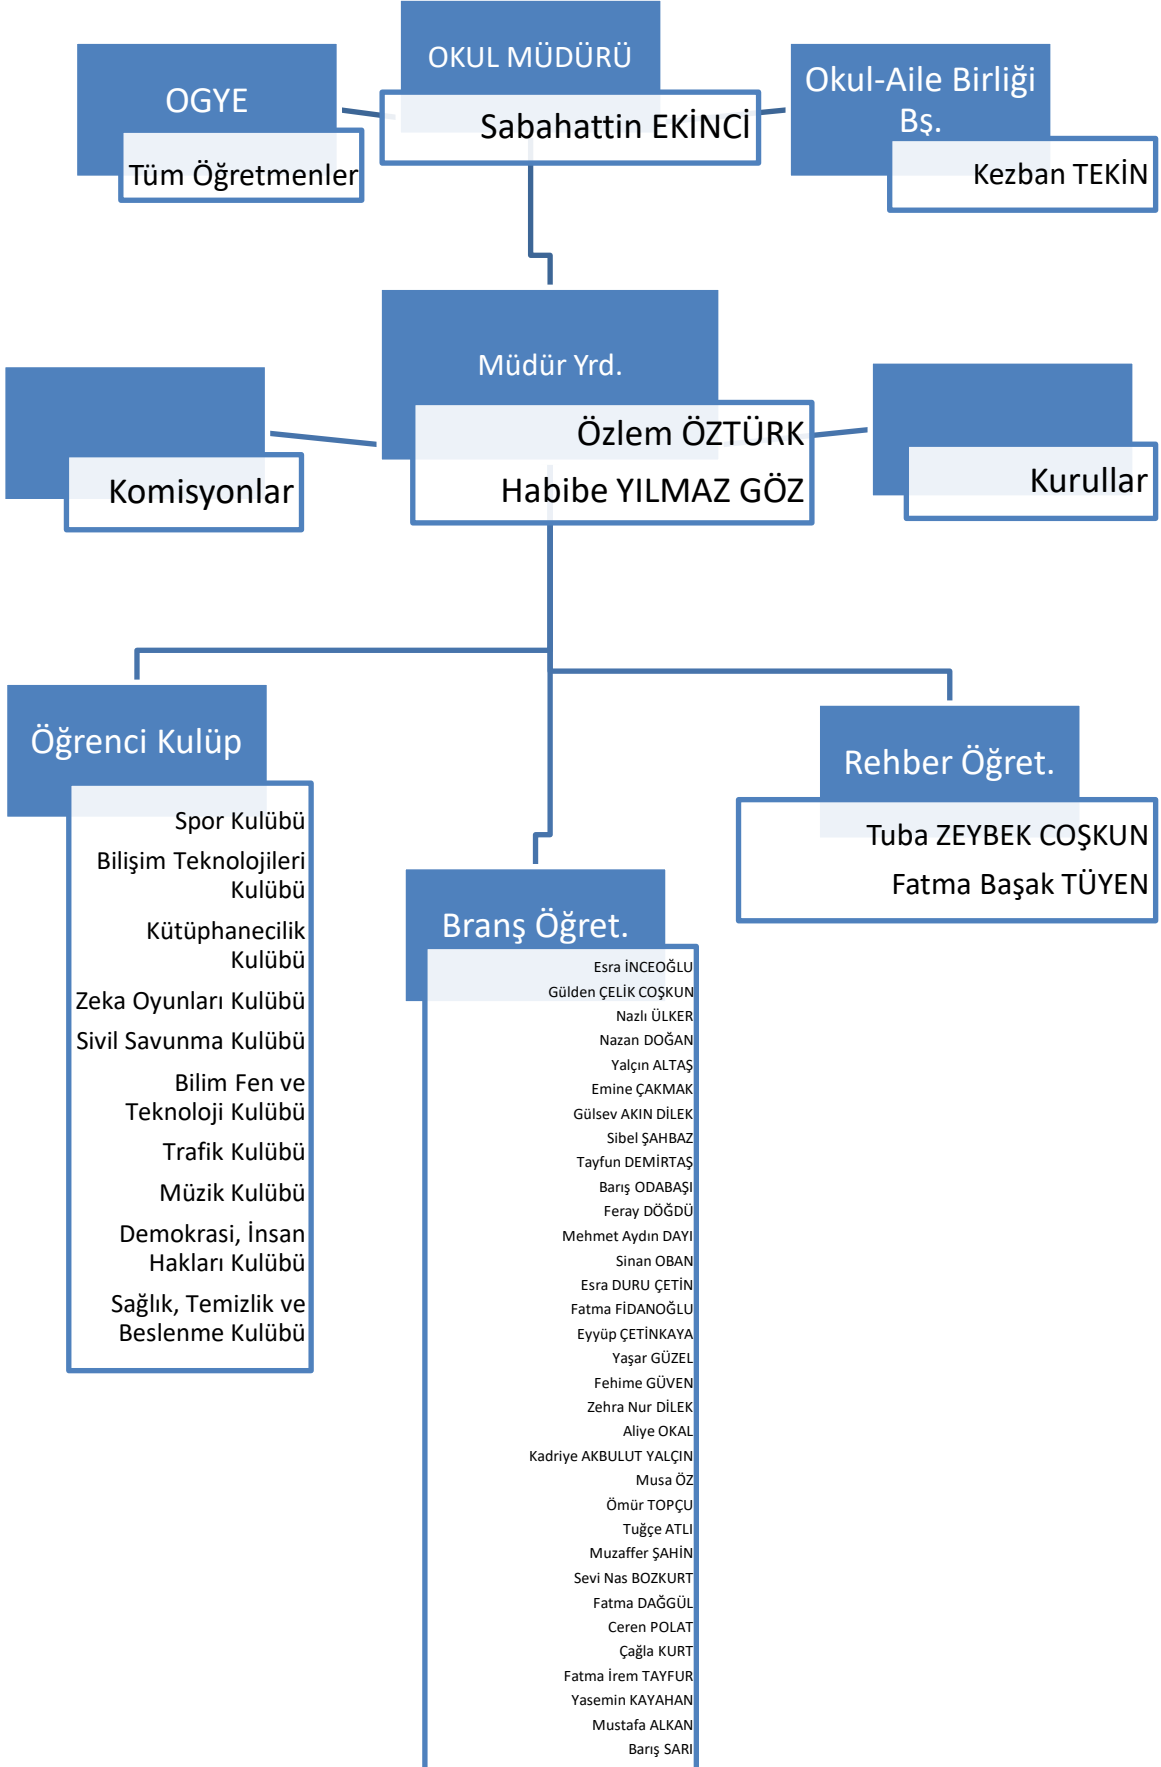 OKUL MÜDÜRÜ
Sabahattin EKİNCİ
OGYE
Tüm Öğretmenler
Okul-Aile Birliği
Bş.
Kezban TEKİN
Müdür Yrd.
Özlem ÖZTÜRK
Habibe YILMAZ GÖZ
Komisyonlar
Kurullar
Öğrenci Kulüp
Spor Kulübü
Bilişim Teknolojileri
Kulübü
Kütüphanecilik
Kulübü
Zeka Oyunları Kulübü
Sivil Savunma Kulübü
Bilim Fen ve
Teknoloji Kulübü
Trafik Kulübü
Müzik Kulübü
Demokrasi, İnsan
Hakları Kulübü
Sağlık, Temizlik ve
Beslenme Kulübü
Branş Öğret.
Esra İNCEOĞLU
Gülden ÇELİK COŞKUN
Nazlı ÜLKER
Nazan DOĞAN
Yalçın ALTAŞ
Emine ÇAKMAK
Gülsev AKIN DİLEK
Sibel ŞAHBAZ
Tayfun DEMİRTAŞ
Barış ODABAŞI
Feray DÖĞDÜ
Mehmet Aydın DAYI
Sinan OBAN
Esra DURU ÇETİN
Fatma FİDANOĞLU
Eyyüp ÇETİNKAYA
Yaşar GÜZEL
Fehime GÜVEN
Zehra Nur DİLEK
Aliye OKAL
Kadriye AKBULUT YALÇIN
Musa ÖZ
Ömür TOPÇU
Tuğçe ATLI
Muzaffer ŞAHİN
Sevi Nas BOZKURT
Fatma DAĞGÜL
Ceren POLAT
Çağla KURT
Fatma İrem TAYFUR
Yasemin KAYAHAN
Mustafa ALKAN
Barış SARI
Rehber Öğret.
Tuba ZEYBEK COŞKUN
Fatma Başak TÜYEN